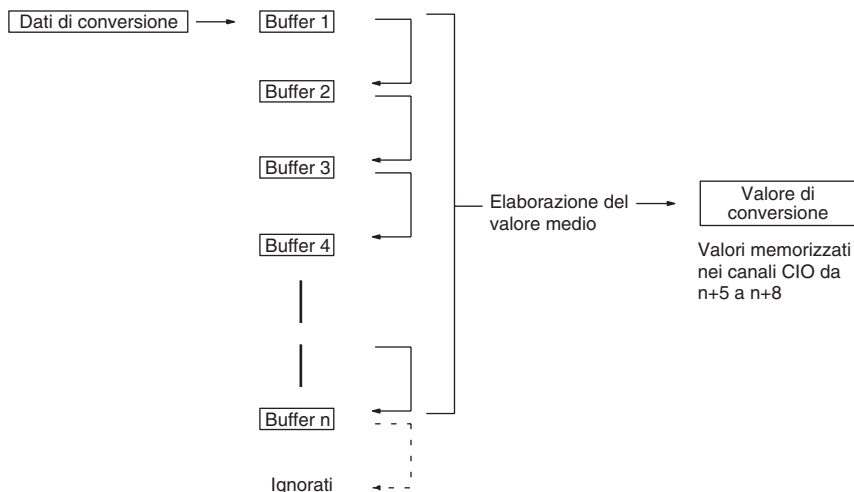 Dati di conversione
Buffer 1
Buffer 2
Buffer 3
Buffer 4
Buffer n
Ignorati
Elaborazione del
valore medio
Valore di
conversione
Valori memorizzati
nei canali CIO da
n+5 a n+8